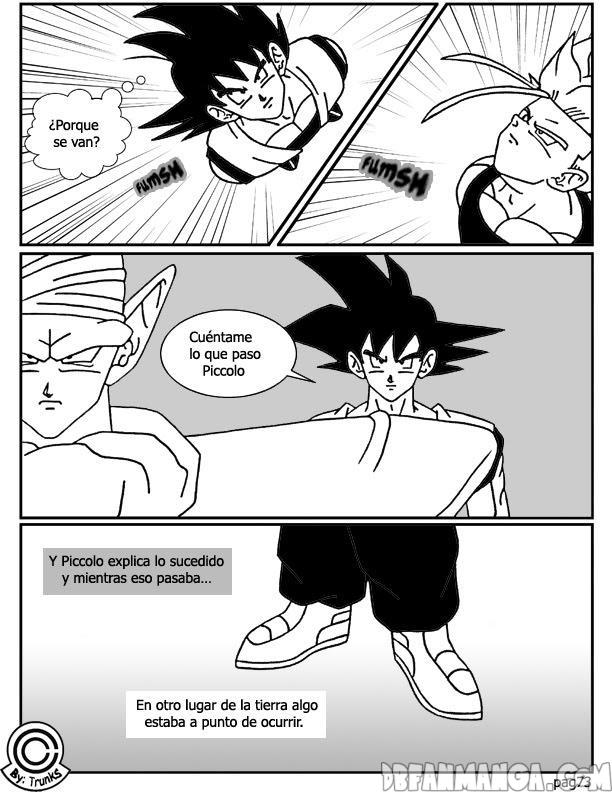 ¿Porque
se van?
FUMSH
FUMSH
Cuéntame
lo que paso
Piccolo
Y Piccolo explica lo sucedido
y mientras eso pasaba...
En otro lugar de la tierra algo
estaba a punto de ocurrir.
By: Trunks
DBFANMANGA.COM
pag73